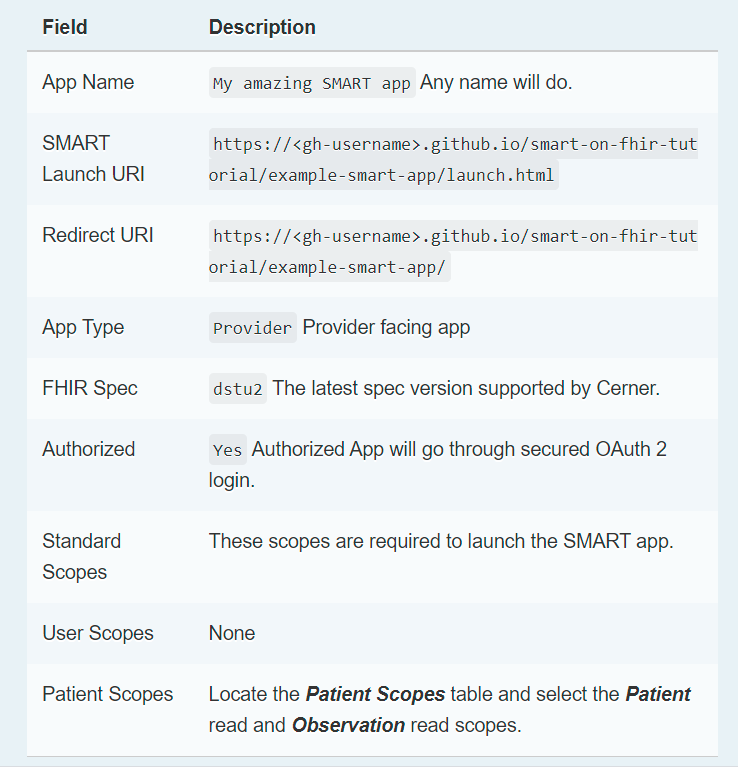 Field Description
App Name My amazing SMART app Any name will do.
SMART https://<gh-username>.github.io/smart-on-fhir-tut
Launch URI orial/example-smart-app/launch.html
Redirect URI https://<gh-username>.github.io/smart-on-fhir-tut
orial/example-smart-app/
App Type Provider Provider facing app
FHIR Spec dstu2 The latest spec version supported by Cerner.
Authorized Yes Authorized App will go through secured OAuth 2
login.
Standard These scopes are required to launch the SMART app.
Scopes
User Scopes None
Patient Scopes Locate the Patient Scopes table and select the Patient
read and Observation read scopes.